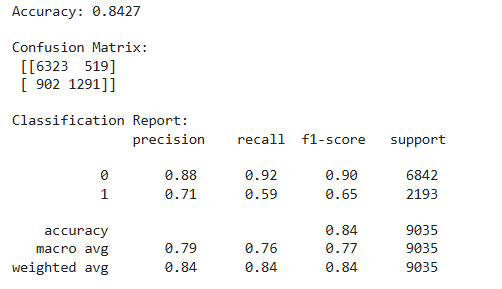 Accuracy: 0.8427
Confusion Matrix:
[[6323  519]
[ 902 1291]]
Classification Report:
precision    recall  f1-score   support
0       0.88      0.92      0.90      6842
1       0.71      0.59      0.65      2193
accuracy                           0.84      9035
macro avg       0.79      0.76      0.77      9035
weighted avg       0.84      0.84      0.84      9035